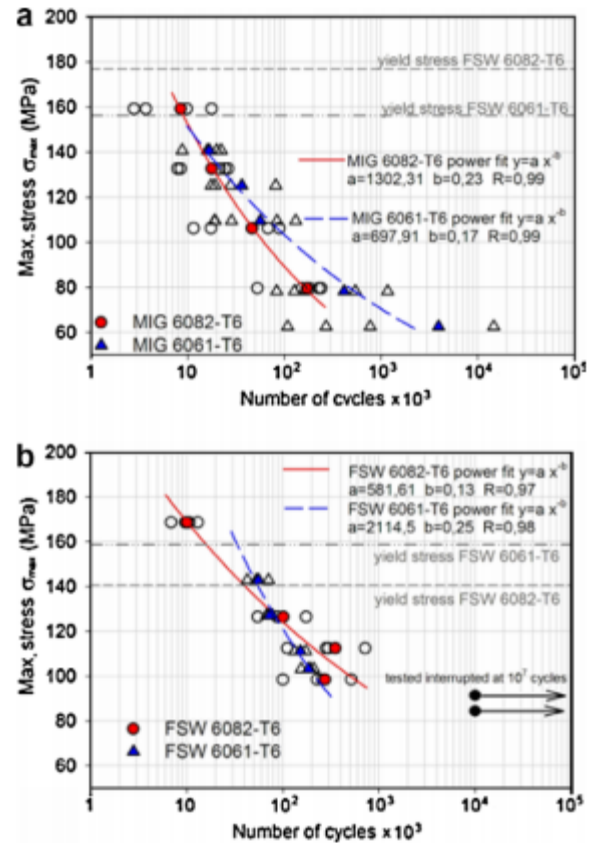 a
200
180
160
140
120
100
80
60
Max. stress σmax (MPa)
yield stress FSW 6082-T6
yield stress FSW 6061-T6
MIG 6082-T6 power fit y=a x-b
a=1302,31 b=0,23 R=0,99
MIG 6061-T6 power fit y=a x-b
a=697,91 b=0,17 R=0,99
MIG 6082-T6
MIG 6061-T6
1 10 10² 10³ 10⁴ 10⁵
Number of cycles ×10³
b
200
180
160
140
120
100
80
60
Max. stress σmax (MPa)
FSW 6082-T6 power fit y=a x-b
a=581,61 b=0,13 R=0,97
FSW 6061-T6 power fit y=a x-b
a=2114,5 b=0,25 R=0,98
yield stress FSW 6061-T6
yield stress FSW 6082-T6
tested interrupted at 10⁷ cycles
FSW 6082-T6
FSW 6061-T6
1 10 10² 10³ 10⁴ 10⁵
Number of cycles ×10³